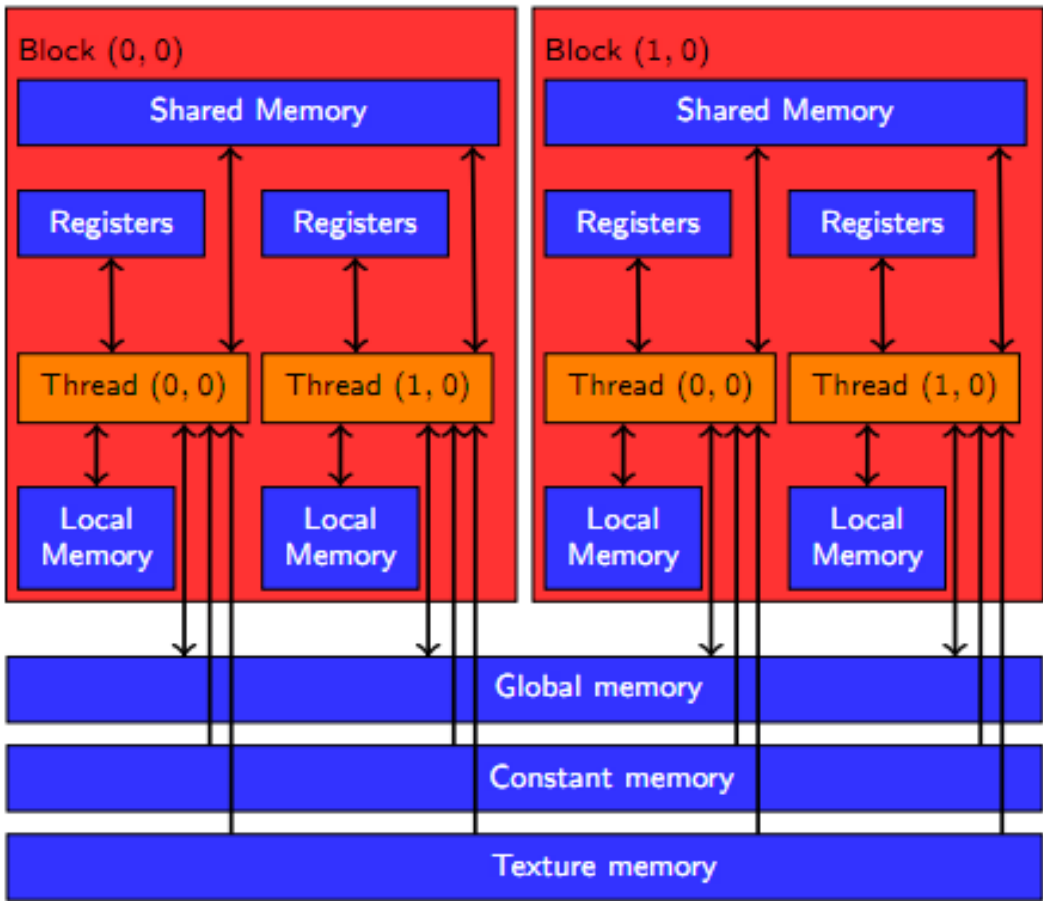 Block (0, 0)
Shared Memory
Registers
Registers
Thread (0, 0)
Thread (1, 0)
Local
Memory
Local
Memory
Block (1, 0)
Shared Memory
Registers
Registers
Thread (0, 0)
Thread (1, 0)
Local
Memory
Local
Memory
Global memory
Constant memory
Texture memory